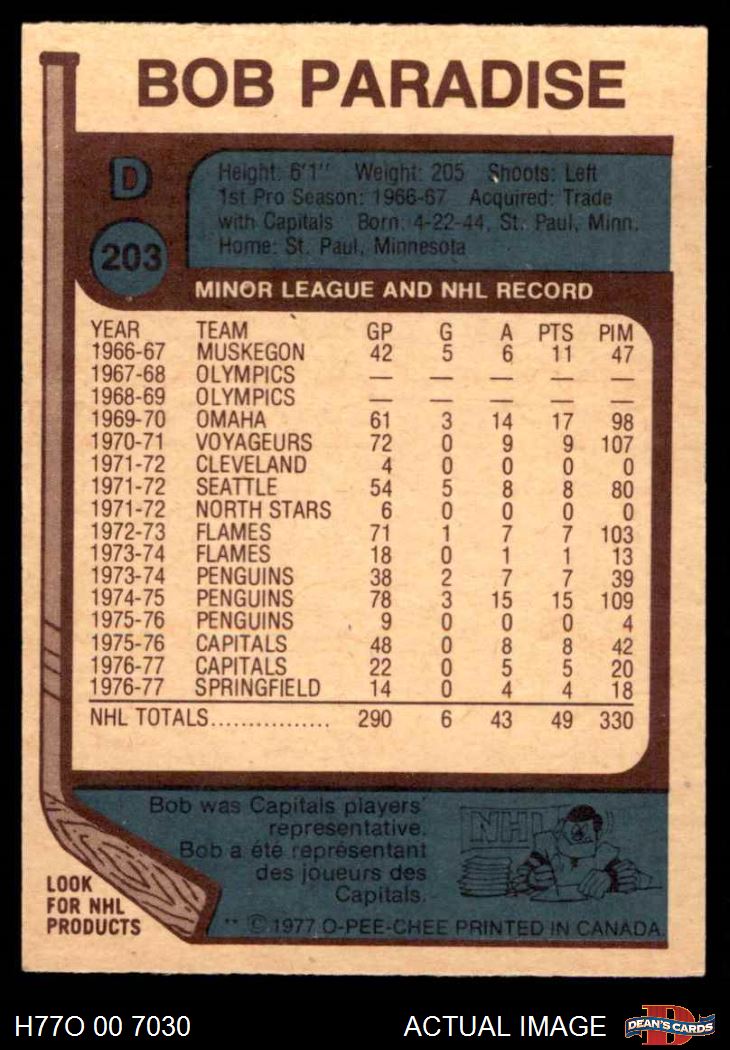 BOB PARADISE
D
203
Height: 6'1" Weight: 205 Shoots: Left
1st Pro Season: 1966-67 Acquired: Trade
with Capitals Born: 4-22-44, St. Paul, Minn.
Home: St. Paul, Minnesota
MINOR LEAGUE AND NHL RECORD
YEAR TEAM GP G A PTS PIM
1966-67 MUSKEGON 42 5 6 11 47
1967-68 OLYMPICS — — — — —
1968-69 OLYMPICS — — — — —
1969-70 OMAHA 61 3 14 17 98
1970-71 VOYAGEURS 72 0 9 9 107
1971-72 CLEVELAND 4 0 0 0 0
1971-72 SEATTLE 54 5 8 8 80
1971-72 NORTH STARS 6 0 0 0 0
1972-73 FLAMES 71 1 7 7 103
1973-74 FLAMES 18 0 1 1 13
1973-74 PENGUINS 38 2 7 7 39
1974-75 PENGUINS 78 3 15 15 109
1975-76 PENGUINS 9 0 0 0 4
1975-76 CAPITALS 48 0 8 8 42
1976-77 CAPITALS 22 0 5 5 20
1976-77 SPRINGFIELD 14 0 4 4 18
NHL TOTALS................ 290 6 43 49 330
Bob was Capitals players'
representative.
Bob a été représentant
des joueurs des
Capitals.
NHL
LOOK
FOR NHL
PRODUCTS
** © 1977 O-PEE-CHEE PRINTED IN CANADA
H77O 00 7030
ACTUAL IMAGE
D
DEAN'S CARDS